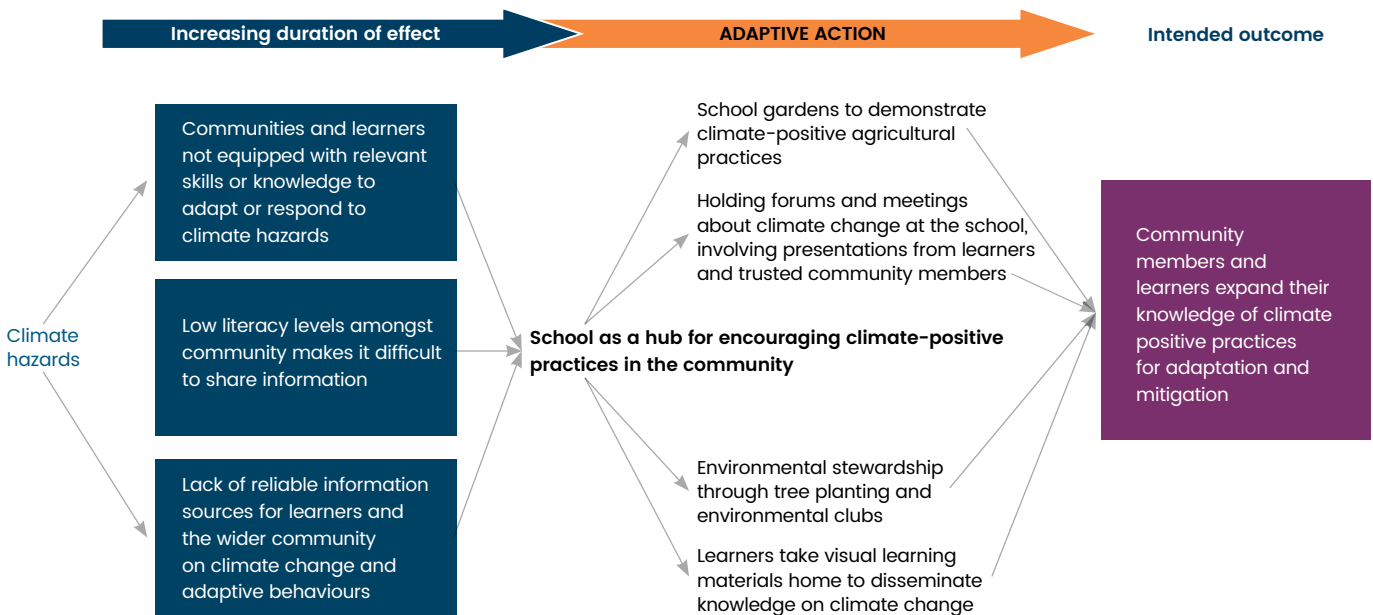 Increasing duration of effect
ADAPTIVE ACTION
Intended outcome
Climate
hazards
Communities and learners
not equipped with relevant
skills or knowledge to
adapt or respond to
climate hazards
Low literacy levels amongst
community makes it difficult
to share information
Lack of reliable information
sources for learners and
the wider community
on climate change and
adaptive behaviours
School as a hub for encouraging climate-positive
practices in the community
School gardens to demonstrate
climate-positive agricultural
practices
Holding forums and meetings
about climate change at the school,
involving presentations from learners
and trusted community members
Environmental stewardship
through tree planting and
environmental clubs
Learners take visual learning
materials home to disseminate
knowledge on climate change
Community
members and
learners expand their
knowledge of climate
positive practices
for adaptation and
mitigation